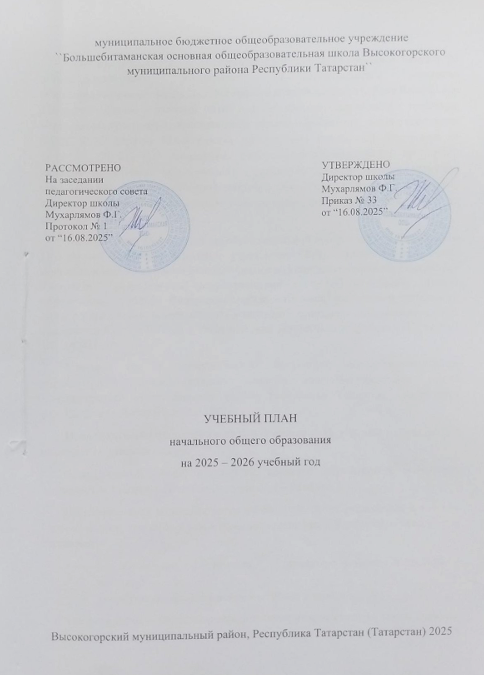 муниципальное бюджетное общеобразовательное учреждение
``Большебитаманская основная общеобразовательная школа Высокогорского
муниципального района Республики Татарстан``
РАССМОТРЕНО
На заседании
педагогического совета
Директор школы
Мухарлямов Ф.Г.
Протокол № 1
от “16.08.2025”
УТВЕРЖДЕНО
Директор школы
Мухарлямов Ф.Г.
Приказ № 33
от “16.08.2025”
УЧЕБНЫЙ ПЛАН
начального общего образования
на 2025 – 2026 учебный год
Высокогорский муниципальный район, Республика Татарстан (Татарстан) 2025